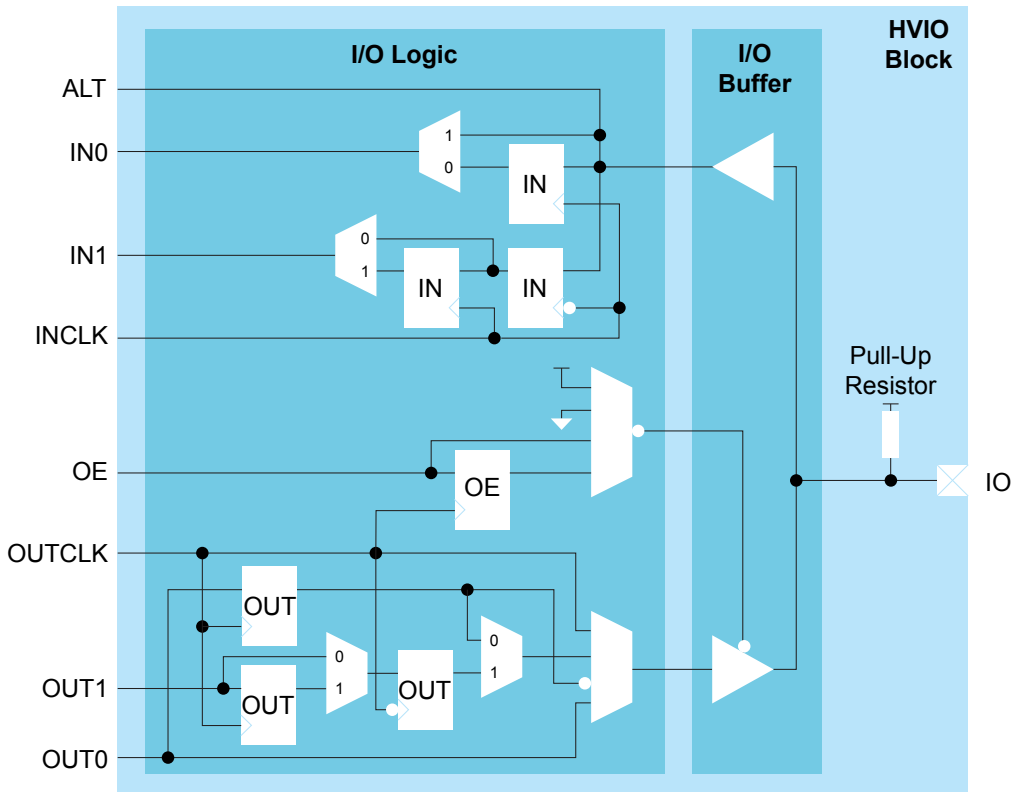 HVIO
Block
I/O Logic
I/O
Buffer
ALT
1
IN0
0
IN
IN1
0
1
IN
IN
INCLK
Pull-Up
Resistor
OE
OE
IO
OUTCLK
OUT
0
0
1
OUT1
1
OUT
OUT
OUT0